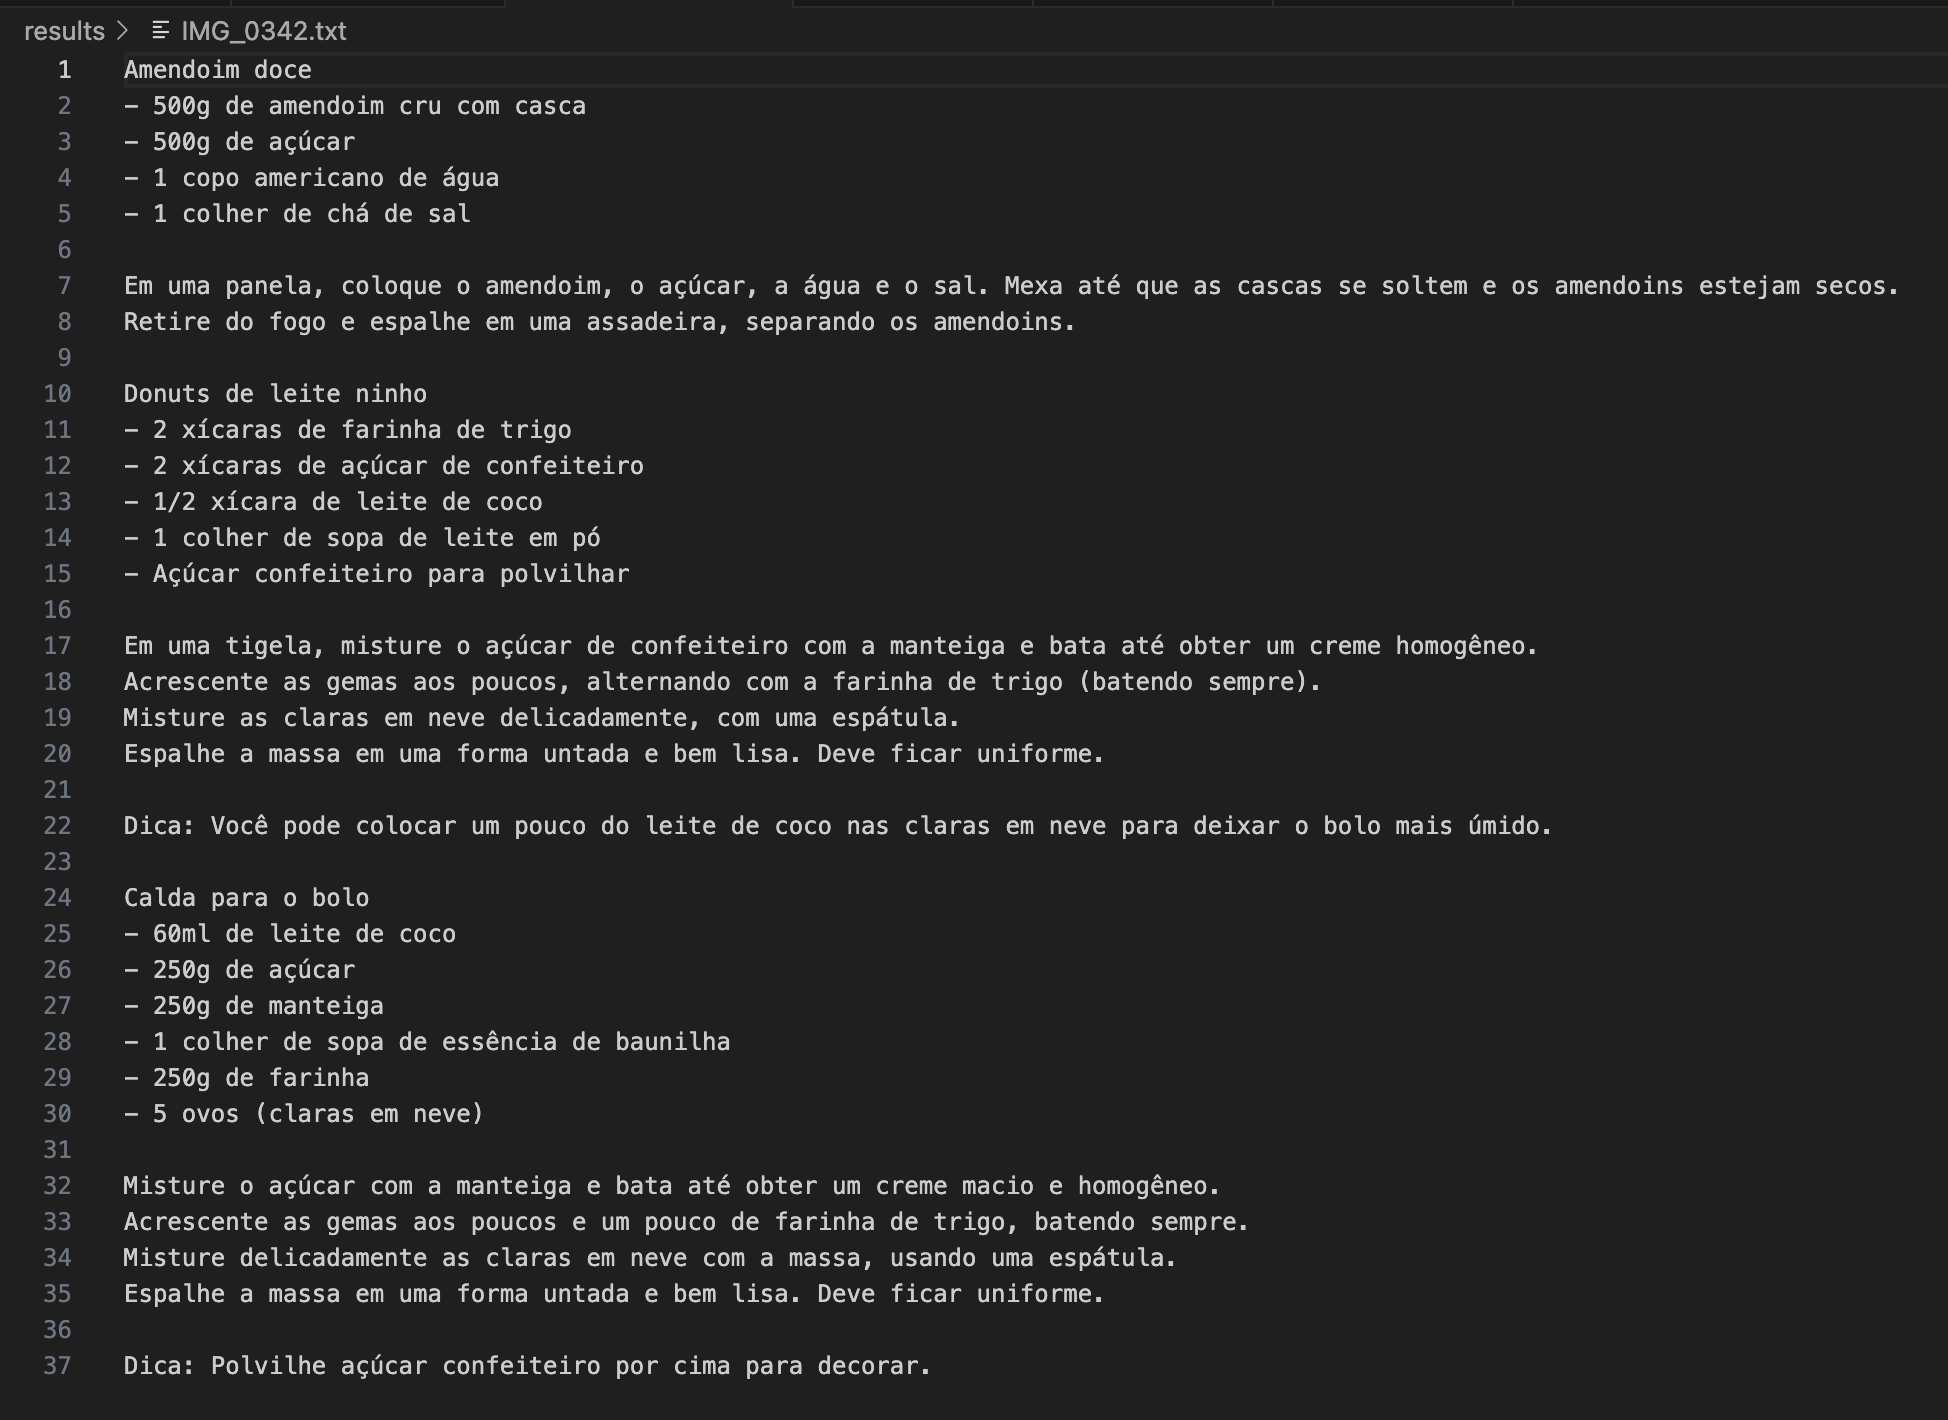 results > IMG_0342.txt
1 Amendoim doce
2 - 500g de amendoim cru com casca
3 - 500g de açúcar
4 - 1 copo americano de água
5 - 1 colher de chá de sal
6
7 Em uma panela, coloque o amendoim, o açúcar, a água e o sal. Mexa até que as cascas se soltem e os amendoins estejam secos.
8 Retire do fogo e espalhe em uma assadeira, separando os amendoins.
9
10 Donuts de leite ninho
11 - 2 xícaras de farinha de trigo
12 - 2 xícaras de açúcar de confeiteiro
13 - 1/2 xícara de leite de coco
14 - 1 colher de sopa de leite em pó
15 - Açúcar confeiteiro para polvilhar
16
17 Em uma tigela, misture o açúcar de confeiteiro com a manteiga e bata até obter um creme homogêneo.
18 Acrescente as gemas aos poucos, alternando com a farinha de trigo (batendo sempre).
19 Misture as claras em neve delicadamente, com uma espátula.
20 Espalhe a massa em uma forma untada e bem lisa. Deve ficar uniforme.
21
22 Dica: Você pode colocar um pouco do leite de coco nas claras em neve para deixar o bolo mais úmido.
23
24 Calda para o bolo
25 - 60ml de leite de coco
26 - 250g de açúcar
27 - 250g de manteiga
28 - 1 colher de sopa de essência de baunilha
29 - 250g de farinha
30 - 5 ovos (claras em neve)
31
32 Misture o açúcar com a manteiga e bata até obter um creme macio e homogêneo.
33 Acrescente as gemas aos poucos e um pouco de farinha de trigo, batendo sempre.
34 Misture delicadamente as claras em neve com a massa, usando uma espátula.
35 Espalhe a massa em uma forma untada e bem lisa. Deve ficar uniforme.
36
37 Dica: Polvilhe açúcar confeiteiro por cima para decorar.